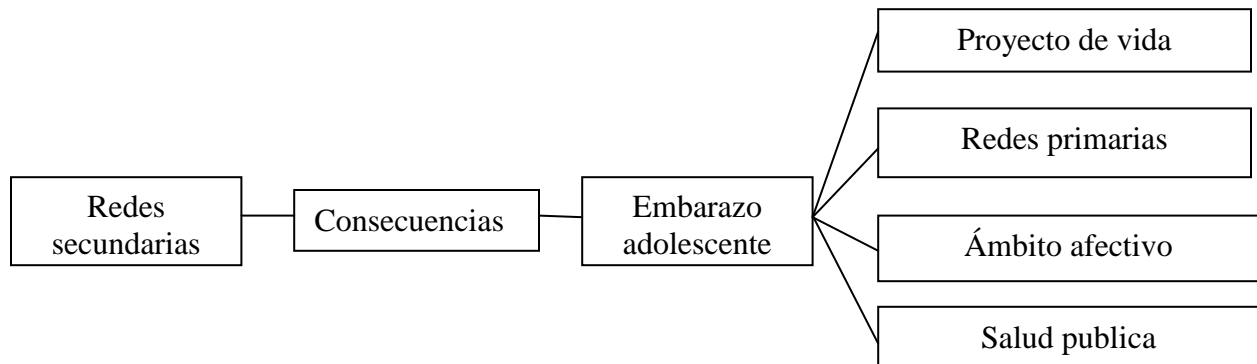 Proyecto de vida
Redes primarias
Redes
secundarias
Consecuencias
Embarazo
adolescente
Ámbito afectivo
Salud publica